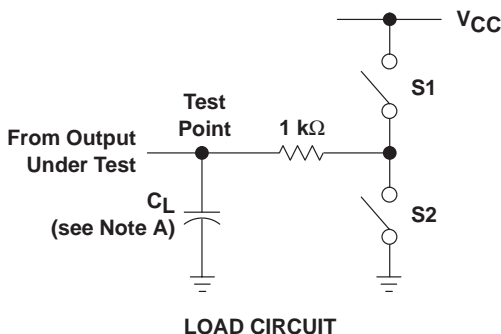 VCC
S1
Test
Point
1 kΩ
From Output
Under Test
CL
(see Note A)
S2
LOAD CIRCUIT